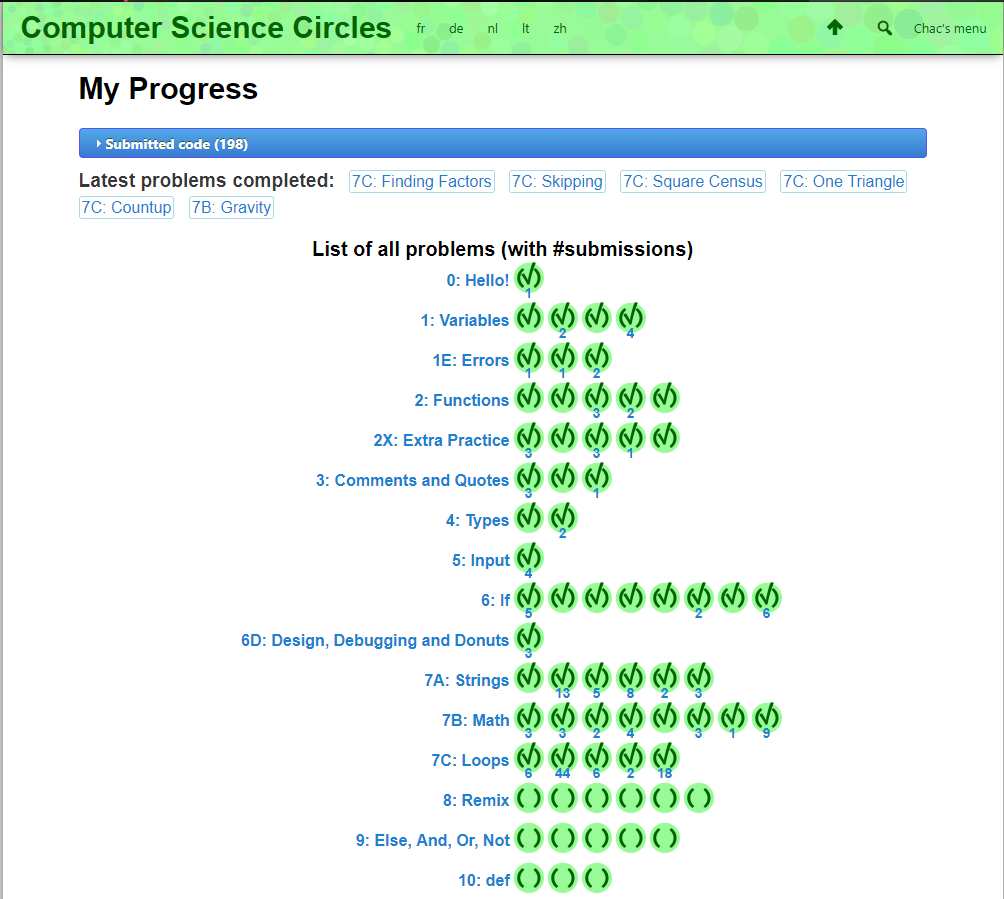 Computer Science Circles fr de nl lt zh Chac's menu
My Progress
Submitted code (198)
Latest problems completed: 7C: Finding Factors 7C: Skipping 7C: Square Census 7C: One Triangle
7C: Countup 7B: Gravity
List of all problems (with #submissions)
0: Hello!
1
1: Variables
2 4
1E: Errors
1 1 2
2: Functions
3 2
2X: Extra Practice
3 3 1
3: Comments and Quotes
3 1
4: Types
2
5: Input
4
6: If
5 2 6
6D: Design, Debugging and Donuts
3
7A: Strings
13 5 8 2 3
7B: Math
3 3 2 4 3 1 9
7C: Loops
6 44 6 2 18
8: Remix
9: Else, And, Or, Not
10: def